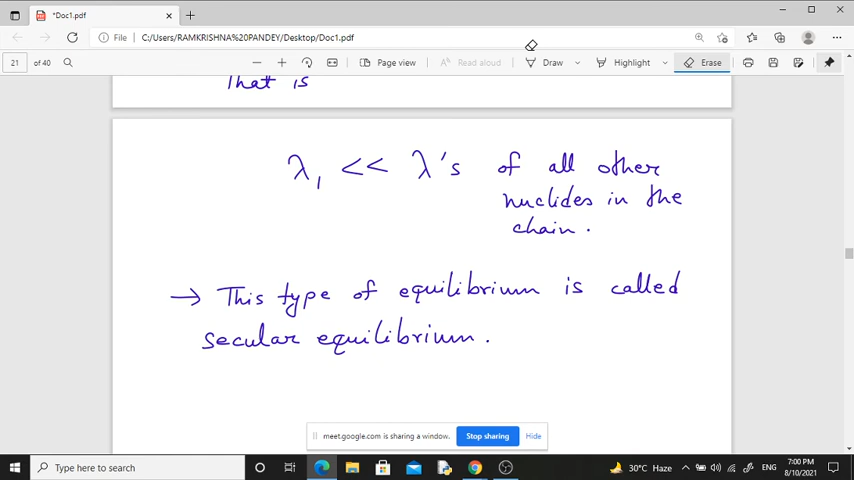 *Doc1.pdf
File
C:/Users/RAMKRISHNA%20PANDEY/Desktop/Doc1.pdf
21 of 40
Page view
Read aloud
Draw
Highlight
Erase
That is
λ₁ << λ's of all other
nuclides in the
chain.
→ This type of equilibrium is called
secular equilibrium.
meet.google.com is sharing a window.
Stop sharing
Hide
Type here to search
30°C Haze
ENG
7:00 PM
8/10/2021